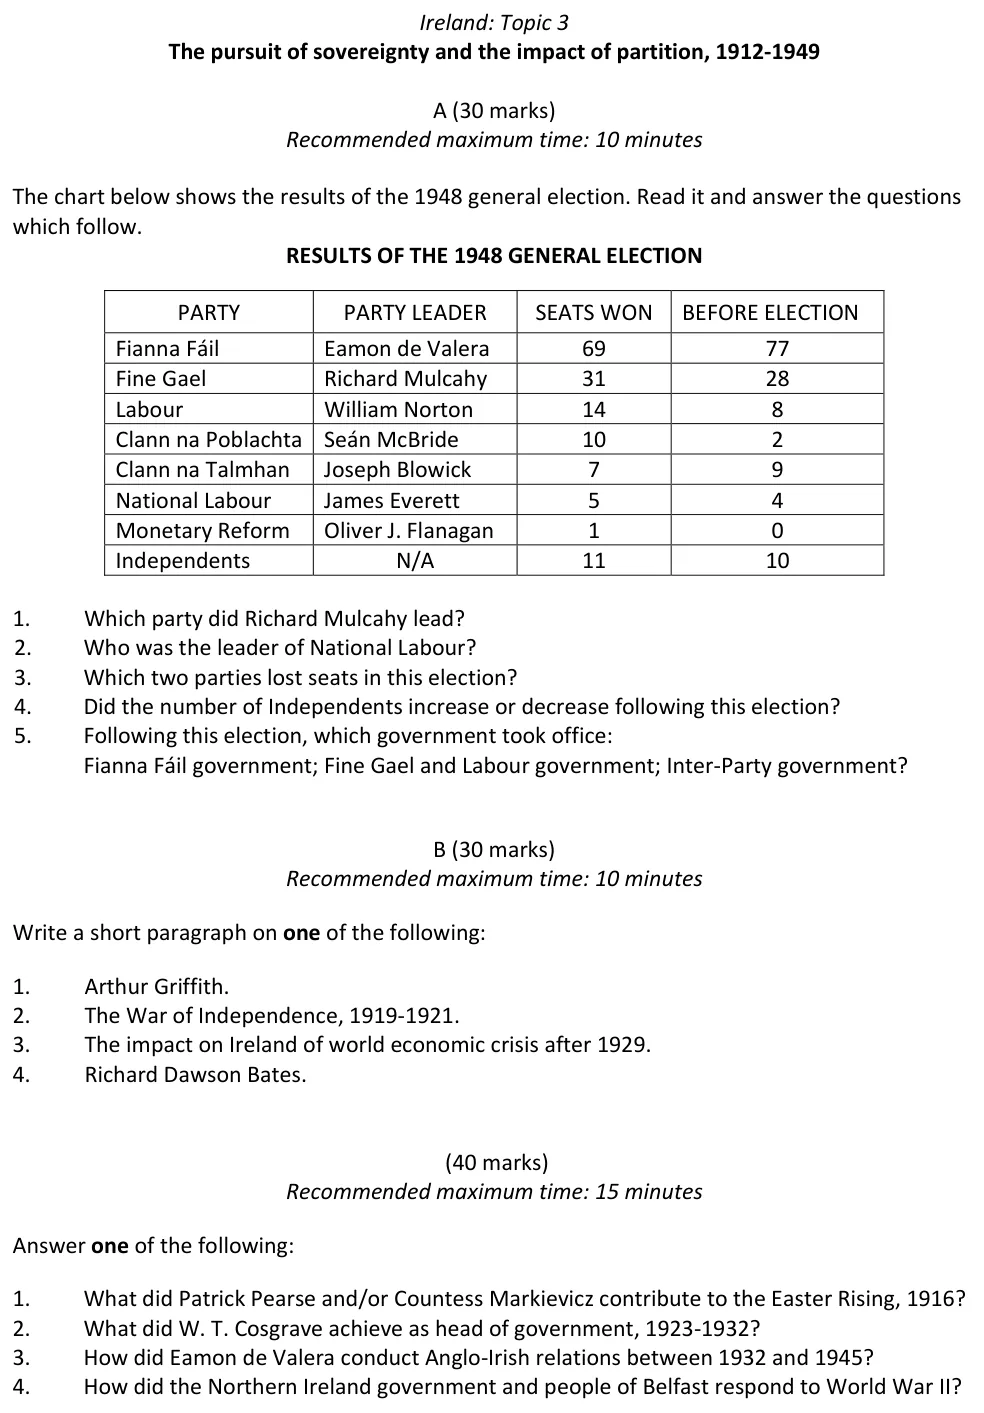 Ireland: Topic 3
The pursuit of sovereignty and the impact of partition, 1912-1949
A (30 marks)
Recommended maximum time: 10 minutes
The chart below shows the results of the 1948 general election. Read it and answer the questions
which follow.
RESULTS OF THE 1948 GENERAL ELECTION
PARTY PARTY LEADER SEATS WON BEFORE ELECTION
Fianna Fáil Eamon de Valera 69 77
Fine Gael Richard Mulcahy 31 28
Labour William Norton 14 8
Clann na Poblachta Seán McBride 10 2
Clann na Talmhan Joseph Blowick 7 9
National Labour James Everett 5 4
Monetary Reform Oliver J. Flanagan 1 0
Independents N/A 11 10
1. Which party did Richard Mulcahy lead?
2. Who was the leader of National Labour?
3. Which two parties lost seats in this election?
4. Did the number of Independents increase or decrease following this election?
5. Following this election, which government took office:
Fianna Fáil government; Fine Gael and Labour government; Inter-Party government?
B (30 marks)
Recommended maximum time: 10 minutes
Write a short paragraph on one of the following:
1. Arthur Griffith.
2. The War of Independence, 1919-1921.
3. The impact on Ireland of world economic crisis after 1929.
4. Richard Dawson Bates.
(40 marks)
Recommended maximum time: 15 minutes
Answer one of the following:
1. What did Patrick Pearse and/or Countess Markievicz contribute to the Easter Rising, 1916?
2. What did W. T. Cosgrave achieve as head of government, 1923-1932?
3. How did Eamon de Valera conduct Anglo-Irish relations between 1932 and 1945?
4. How did the Northern Ireland government and people of Belfast respond to World War II?